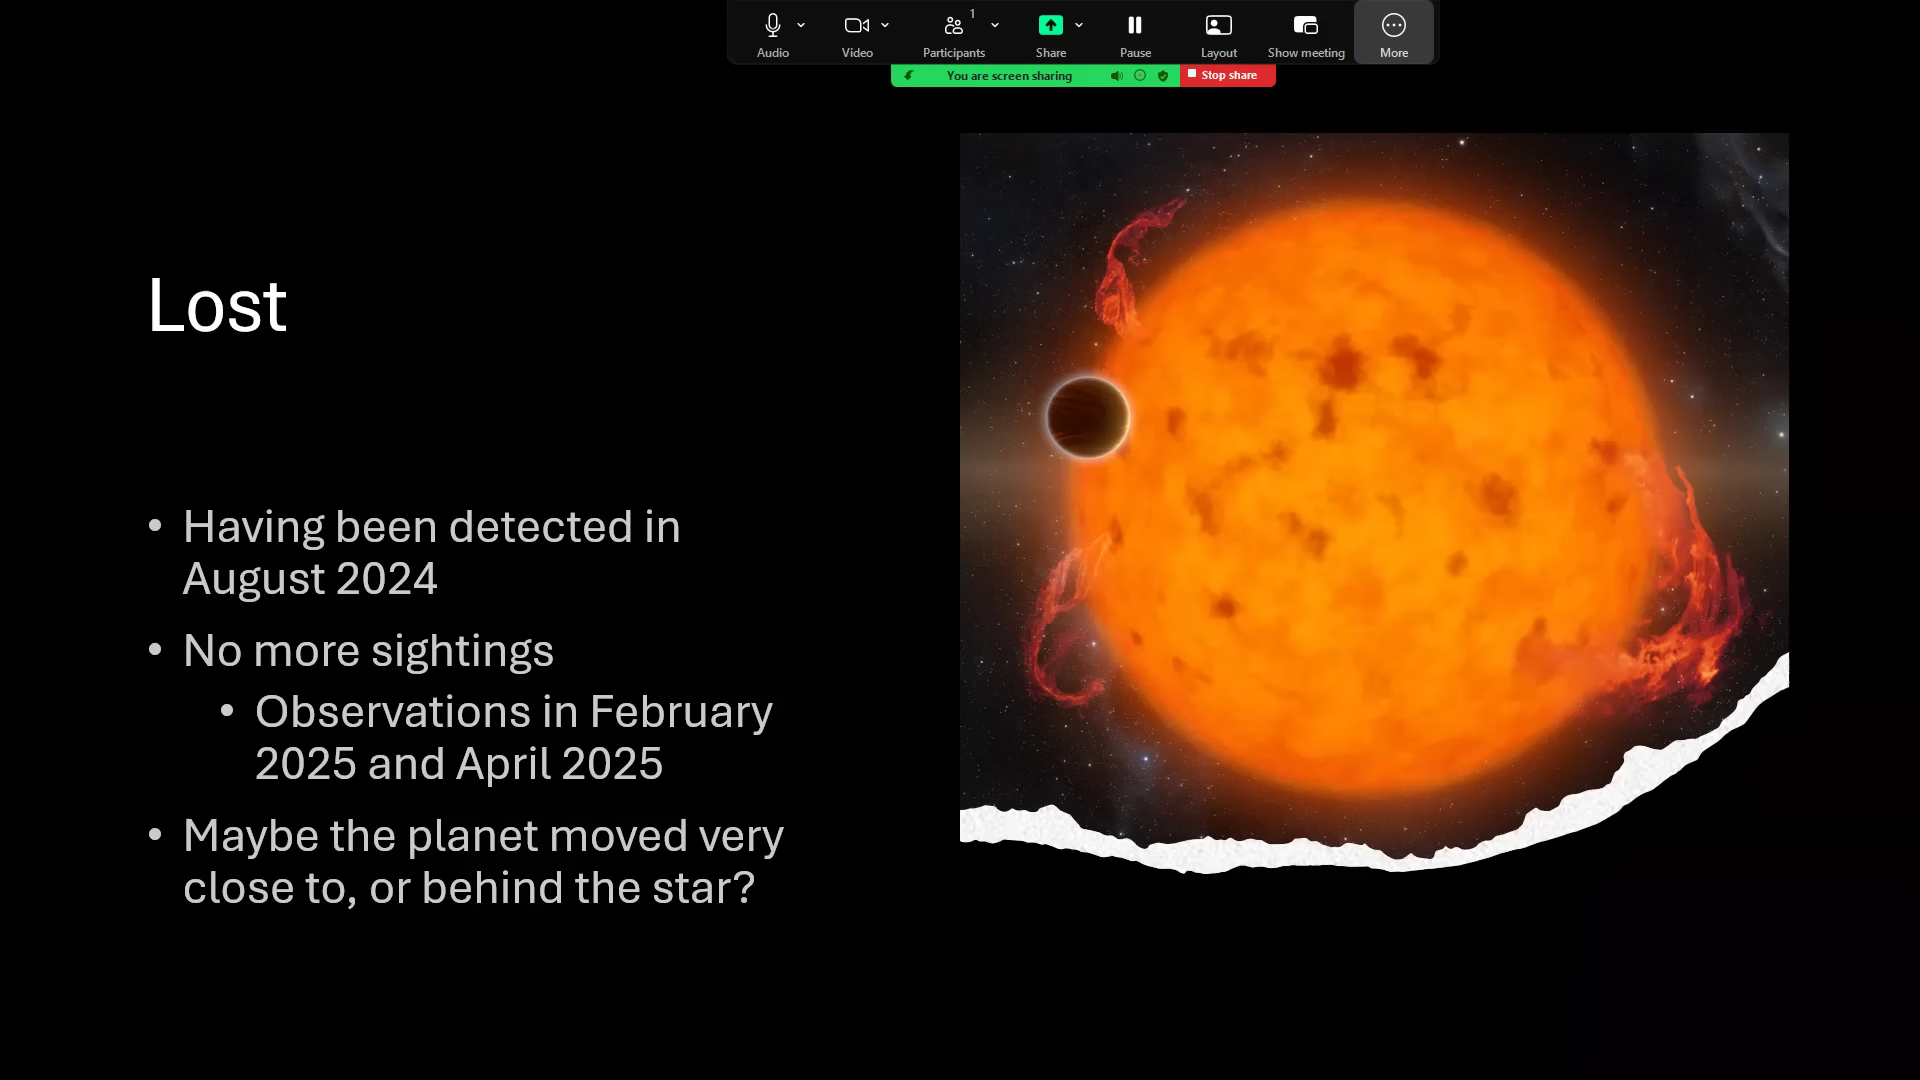 1
Audio
Video
Participants
Share
Pause
Layout
Show meeting
More
You are screen sharing
Stop share
Lost
• Having been detected in
August 2024
• No more sightings
• Observations in February
2025 and April 2025
• Maybe the planet moved very
close to, or behind the star?